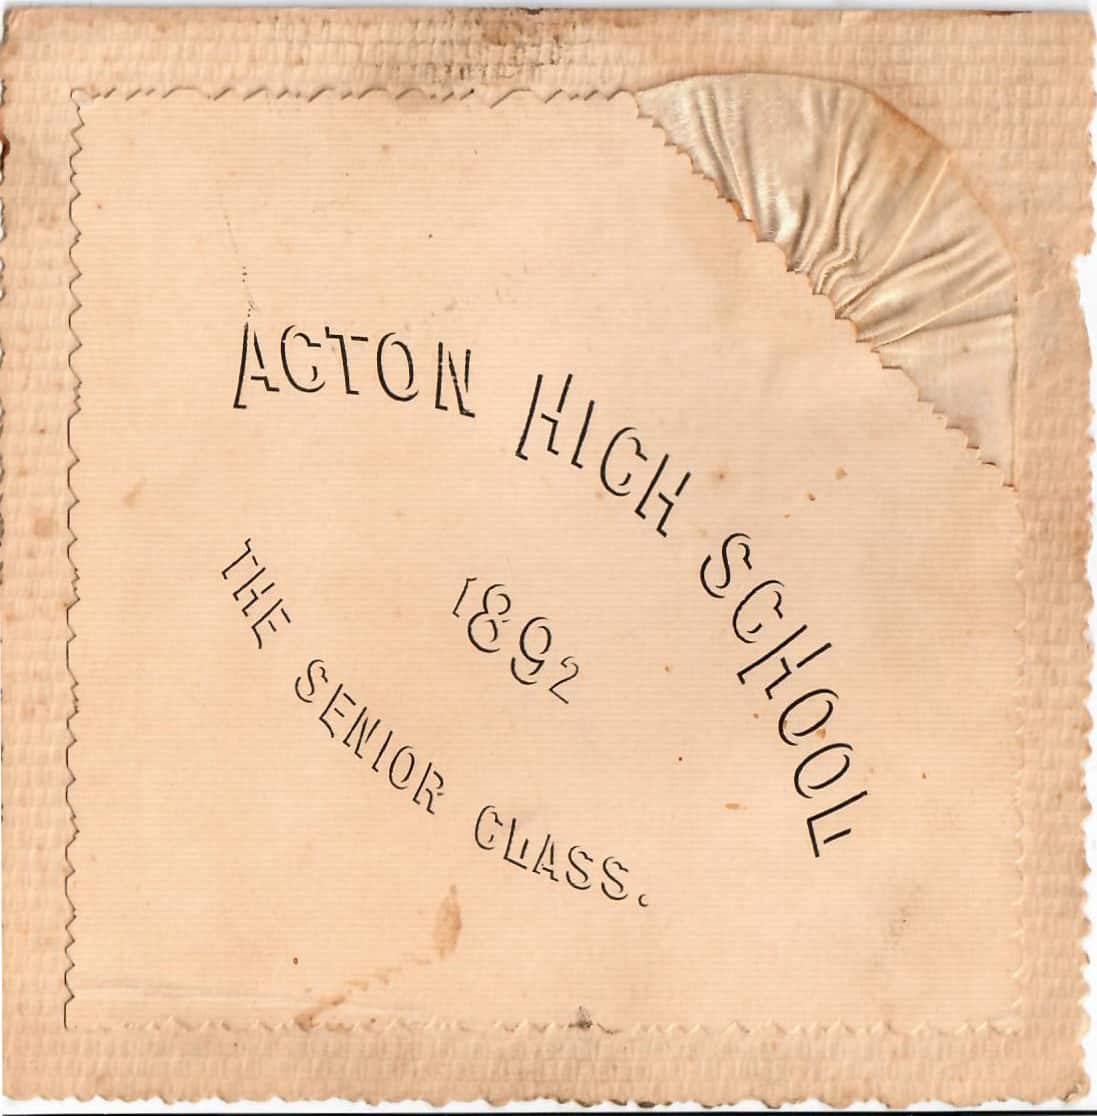 ACTON HIGH SCHOOL
1892
THE SENIOR CLASS.